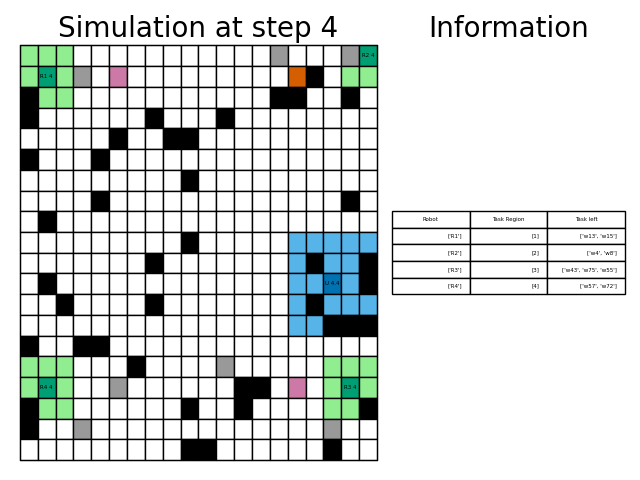 Simulation at step 4
Information
R2 4
R1 4
Robot Task Region Task left
['R1'] [1] ['w13', 'w15']
['R2'] [2] ['w4', 'w8']
['R3'] [3] ['w43', 'w75', 'w55']
['R4'] [4] ['w57', 'w72']
U 4.4
R4 4
R3 4